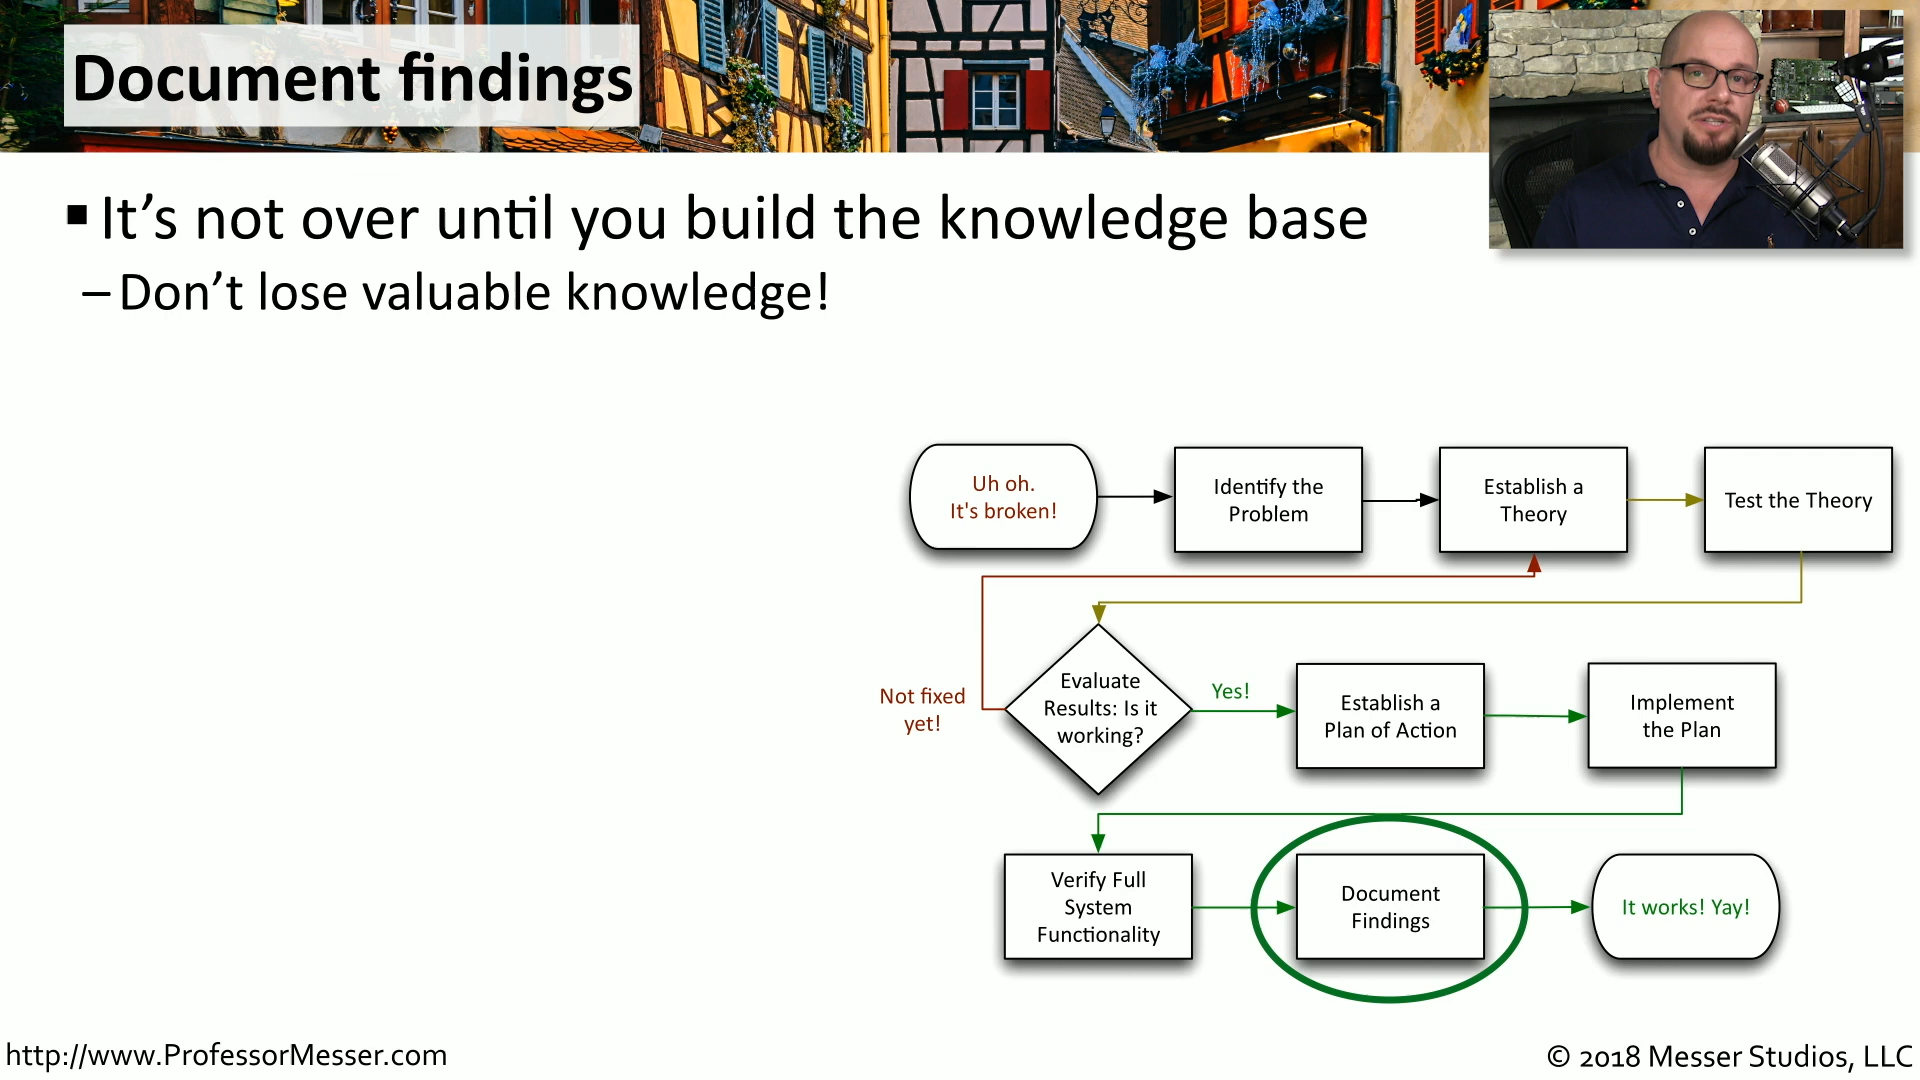 Document findings
▪ It’s not over until you build the knowledge base
– Don’t lose valuable knowledge!
Uh oh.
It's broken!
Identify the
Problem
Establish a
Theory
Test the Theory
Not fixed
yet!
Evaluate
Results: Is it
working?
Yes!
Establish a
Plan of Action
Implement
the Plan
Verify Full
System
Functionality
Document
Findings
It works! Yay!
http://www.ProfessorMesser.com
© 2018 Messer Studios, LLC